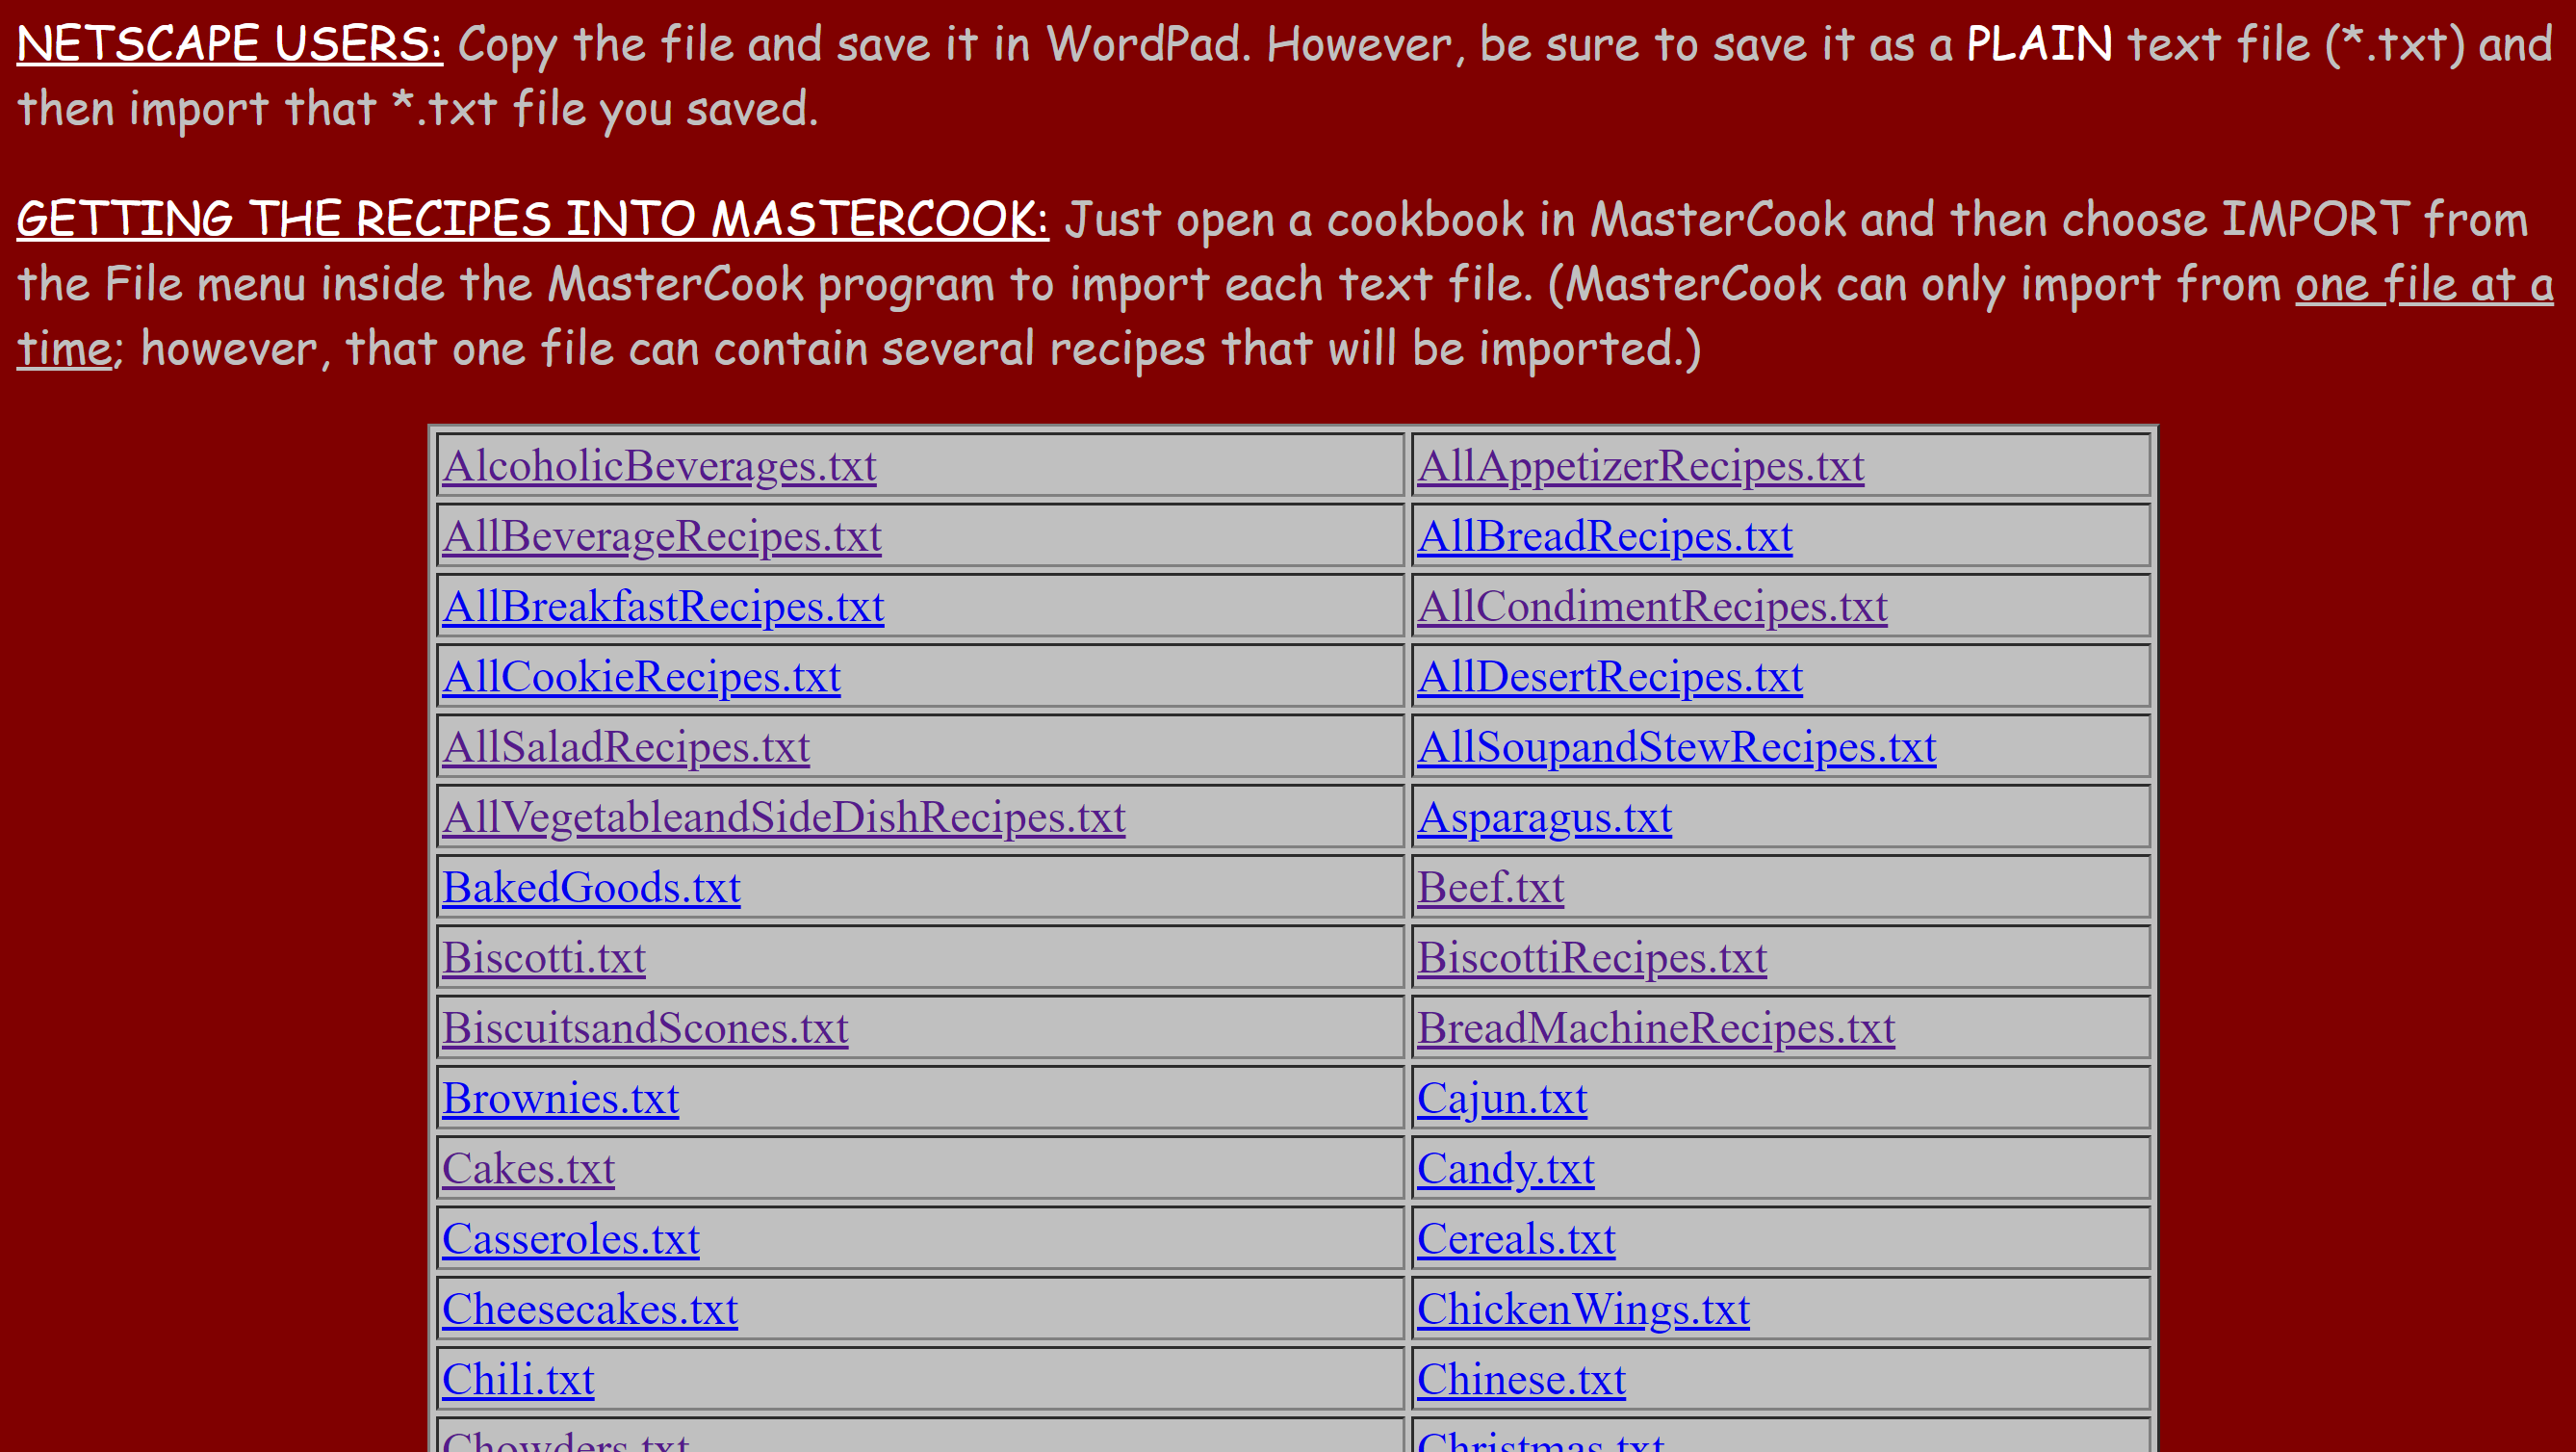 NETSCAPE USERS: Copy the file and save it in WordPad. However, be sure to save it as a PLAIN text file (*.txt) and
then import that *.txt file you saved.
GETTING THE RECIPES INTO MASTERCOOK: Just open a cookbook in MasterCook and then choose IMPORT from
the File menu inside the MasterCook program to import each text file. (MasterCook can only import from one file at a
time; however, that one file can contain several recipes that will be imported.)
AlcoholicBeverages.txt AllAppetizerRecipes.txt
AllBeverageRecipes.txt AllBreadRecipes.txt
AllBreakfastRecipes.txt AllCondimentRecipes.txt
AllCookieRecipes.txt AllDesertRecipes.txt
AllSaladRecipes.txt AllSoupandStewRecipes.txt
AllVegetableandSideDishRecipes.txt Asparagus.txt
BakedGoods.txt Beef.txt
Biscotti.txt BiscottiRecipes.txt
BiscuitsandScones.txt BreadMachineRecipes.txt
Brownies.txt Cajun.txt
Cakes.txt Candy.txt
Casseroles.txt Cereals.txt
Cheesecakes.txt ChickenWings.txt
Chili.txt Chinese.txt
Chowders.txt Christmas.txt